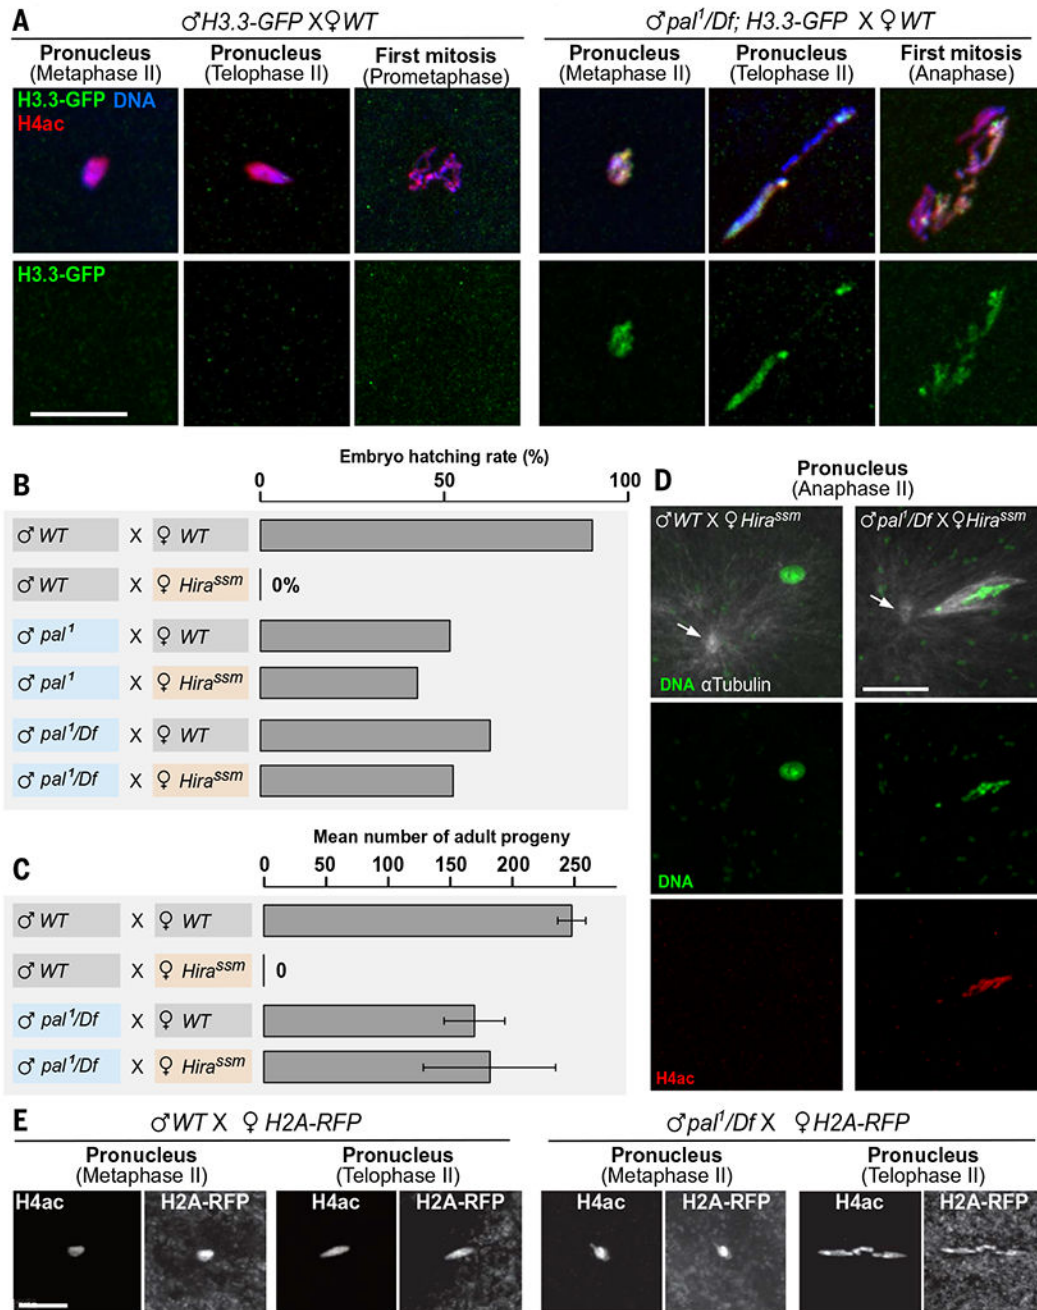 A
♂H3.3-GFP X♀WT
♂pal¹/Df; H3.3-GFP X ♀WT
Pronucleus
(Metaphase II)
Pronucleus
(Telophase II)
First mitosis
(Prometaphase)
Pronucleus
(Metaphase II)
Pronucleus
(Telophase II)
First mitosis
(Anaphase)
H3.3-GFP DNA
H4ac
H3.3-GFP
B
Embryo hatching rate (%)
0 50 100
♂ WT X ♀ WT
♂ WT X ♀ Hira^ssm 0%
♂ pal¹ X ♀ WT
♂ pal¹ X ♀ Hira^ssm
♂ pal¹/Df X ♀ WT
♂ pal¹/Df X ♀ Hira^ssm
C
Mean number of adult progeny
0 50 100 150 200 250
♂ WT X ♀ WT
♂ WT X ♀ Hira^ssm 0
♂ pal¹/Df X ♀ WT
♂ pal¹/Df X ♀ Hira^ssm
D
Pronucleus
(Anaphase II)
♂WT X ♀Hira^ssm
♂pal¹/Df X♀Hira^ssm
DNA αTubulin
DNA
H4ac
E
♂WT X ♀ H2A-RFP
♂pal¹/Df X ♀H2A-RFP
Pronucleus
(Metaphase II)
Pronucleus
(Telophase II)
Pronucleus
(Metaphase II)
Pronucleus
(Telophase II)
H4ac H2A-RFP H4ac H2A-RFP H4ac H2A-RFP H4ac H2A-RFP